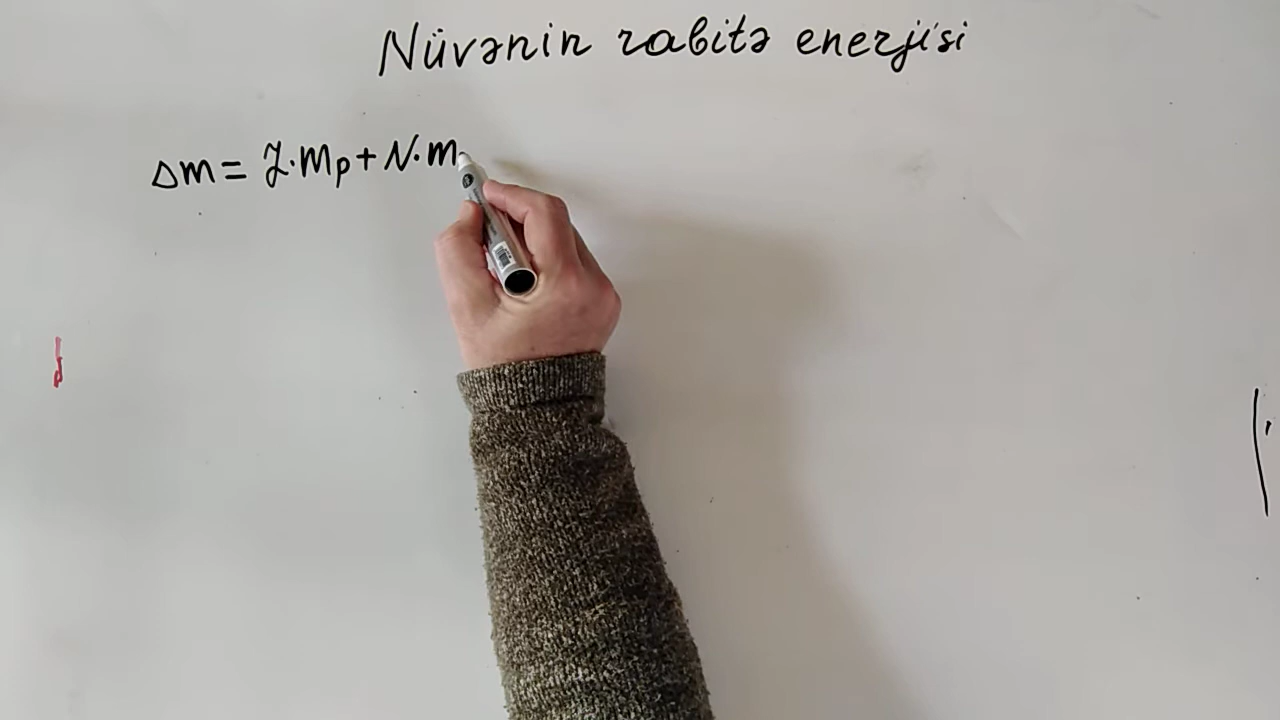 Nüvənin rabitə enerjisi
Δm = Z·mp + N·m